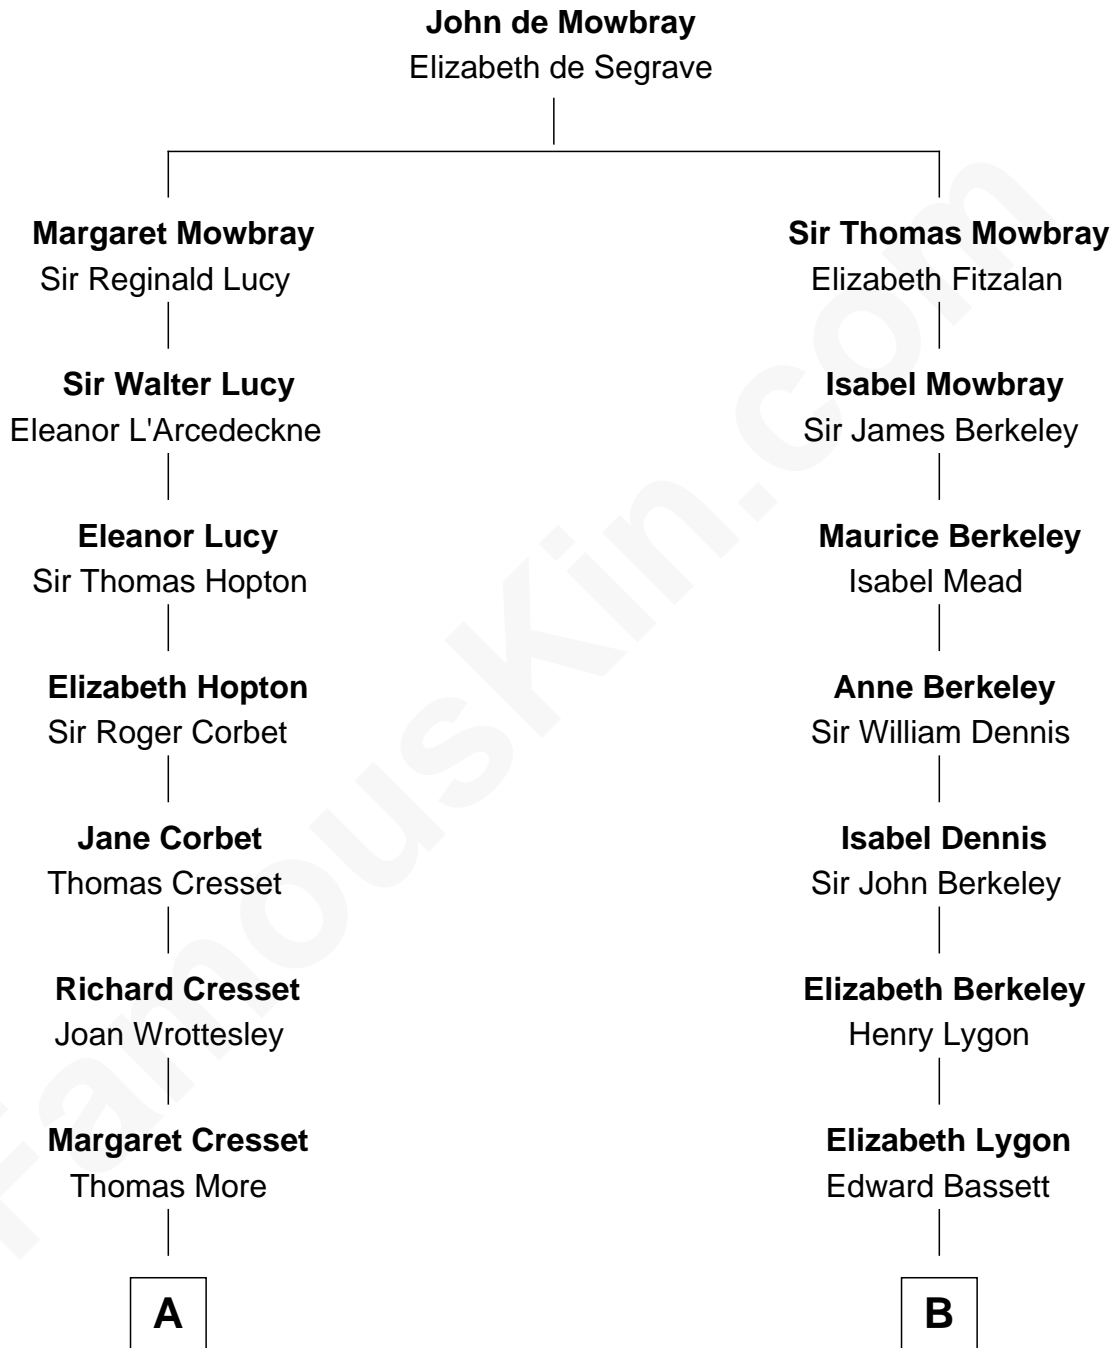 John de Mowbray
Elizabeth de Segrave
Margaret Mowbray
Sir Reginald Lucy
Sir Thomas Mowbray
Elizabeth Fitzalan
Sir Walter Lucy
Eleanor L'Arcedeckne
Isabel Mowbray
Sir James Berkeley
Eleanor Lucy
Sir Thomas Hopton
Maurice Berkeley
Isabel Mead
Elizabeth Hopton
Sir Roger Corbet
Anne Berkeley
Sir William Dennis
Jane Corbet
Thomas Cresset
Isabel Dennis
Sir John Berkeley
Richard Cresset
Joan Wrottesley
Elizabeth Berkeley
Henry Lygon
Margaret Cresset
Thomas More
Elizabeth Lygon
Edward Bassett
A
B
FamousKin.com